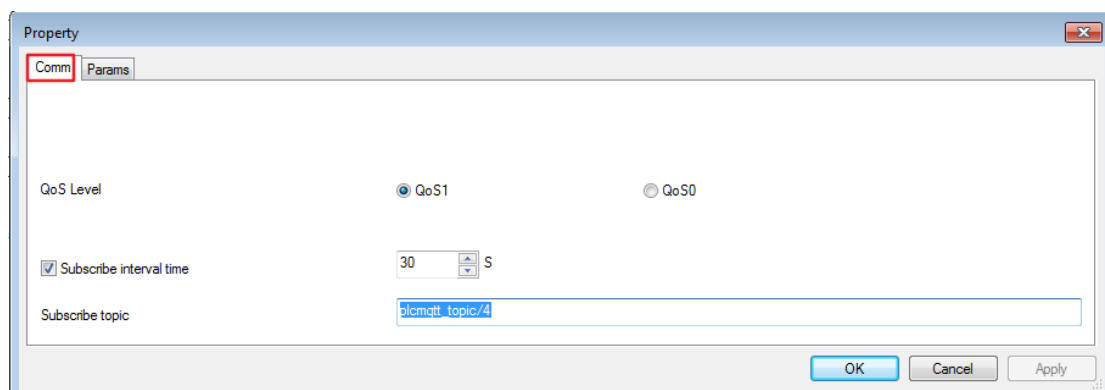 Property
Comm Params
QoS Level QoS1 QoS0
Subscribe interval time 30 S
Subscribe topic plcmqtt_topic/4
OK Cancel Apply